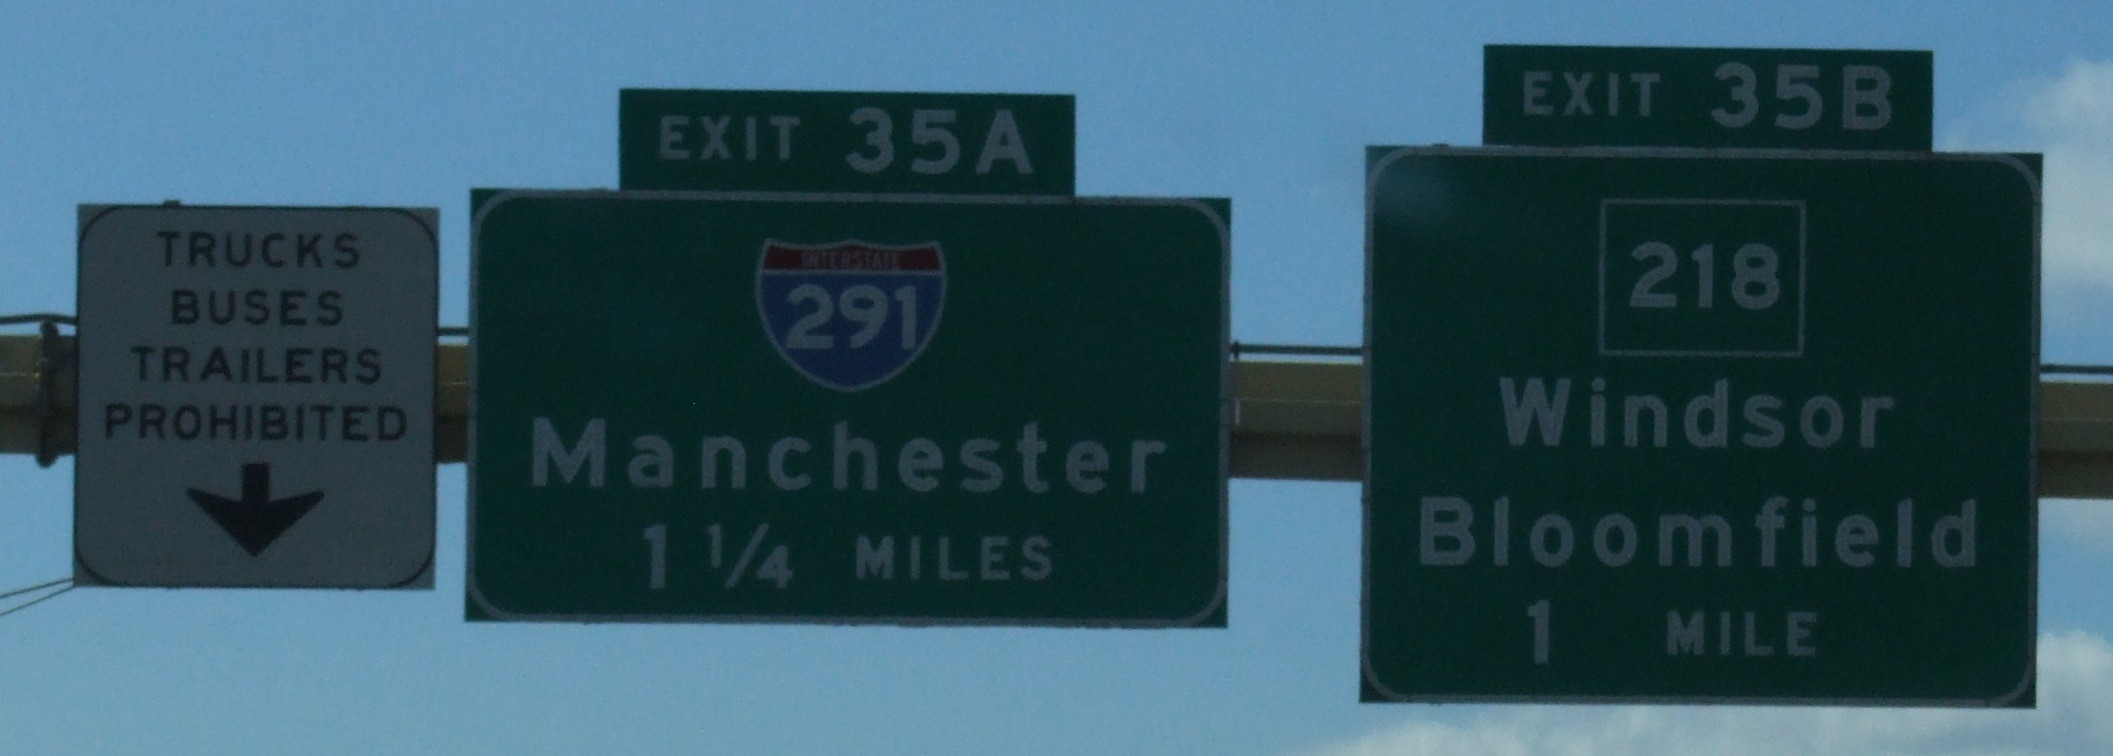 TRUCKS
BUSES
TRAILERS
PROHIBITED
EXIT 35A
INTERSTATE
291
Manchester
1 1/4 MILES
EXIT 35B
218
Windsor
Bloomfield
1 MILE